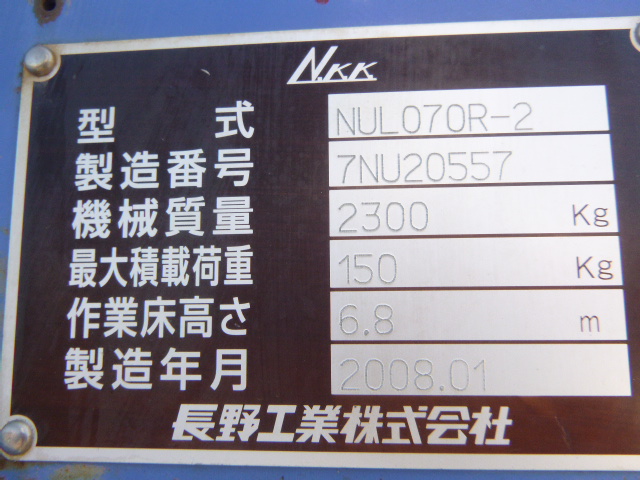 N.K.K
型 式 NUL070R-2
製造番号 7NU20557
機械質量 2300 Kg
最大積載荷重 150 Kg
作業床高さ 6.8 m
製造年月 2008.01
長野工業株式会社